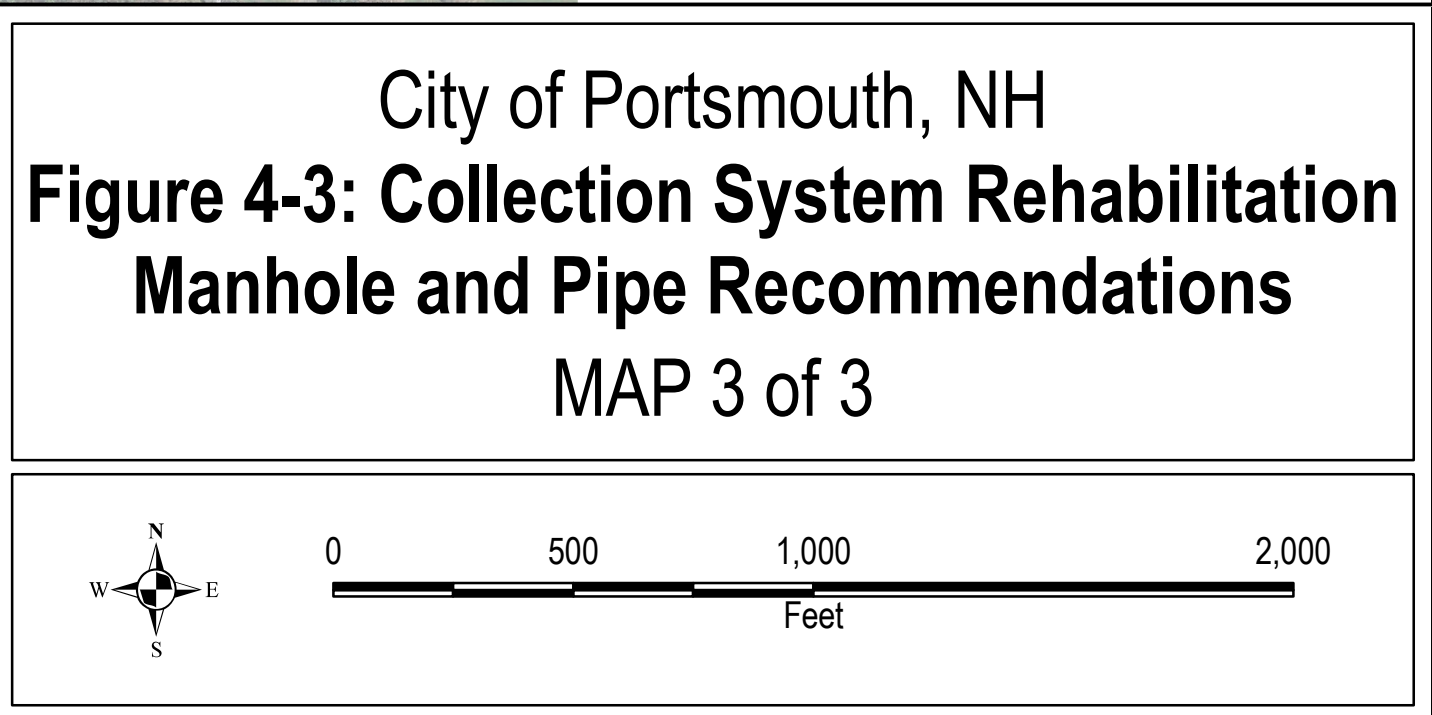 City of Portsmouth, NH
Figure 4-3: Collection System Rehabilitation
Manhole and Pipe Recommendations
MAP 3 of 3
N
W E
S
0 500 1,000 2,000
Feet